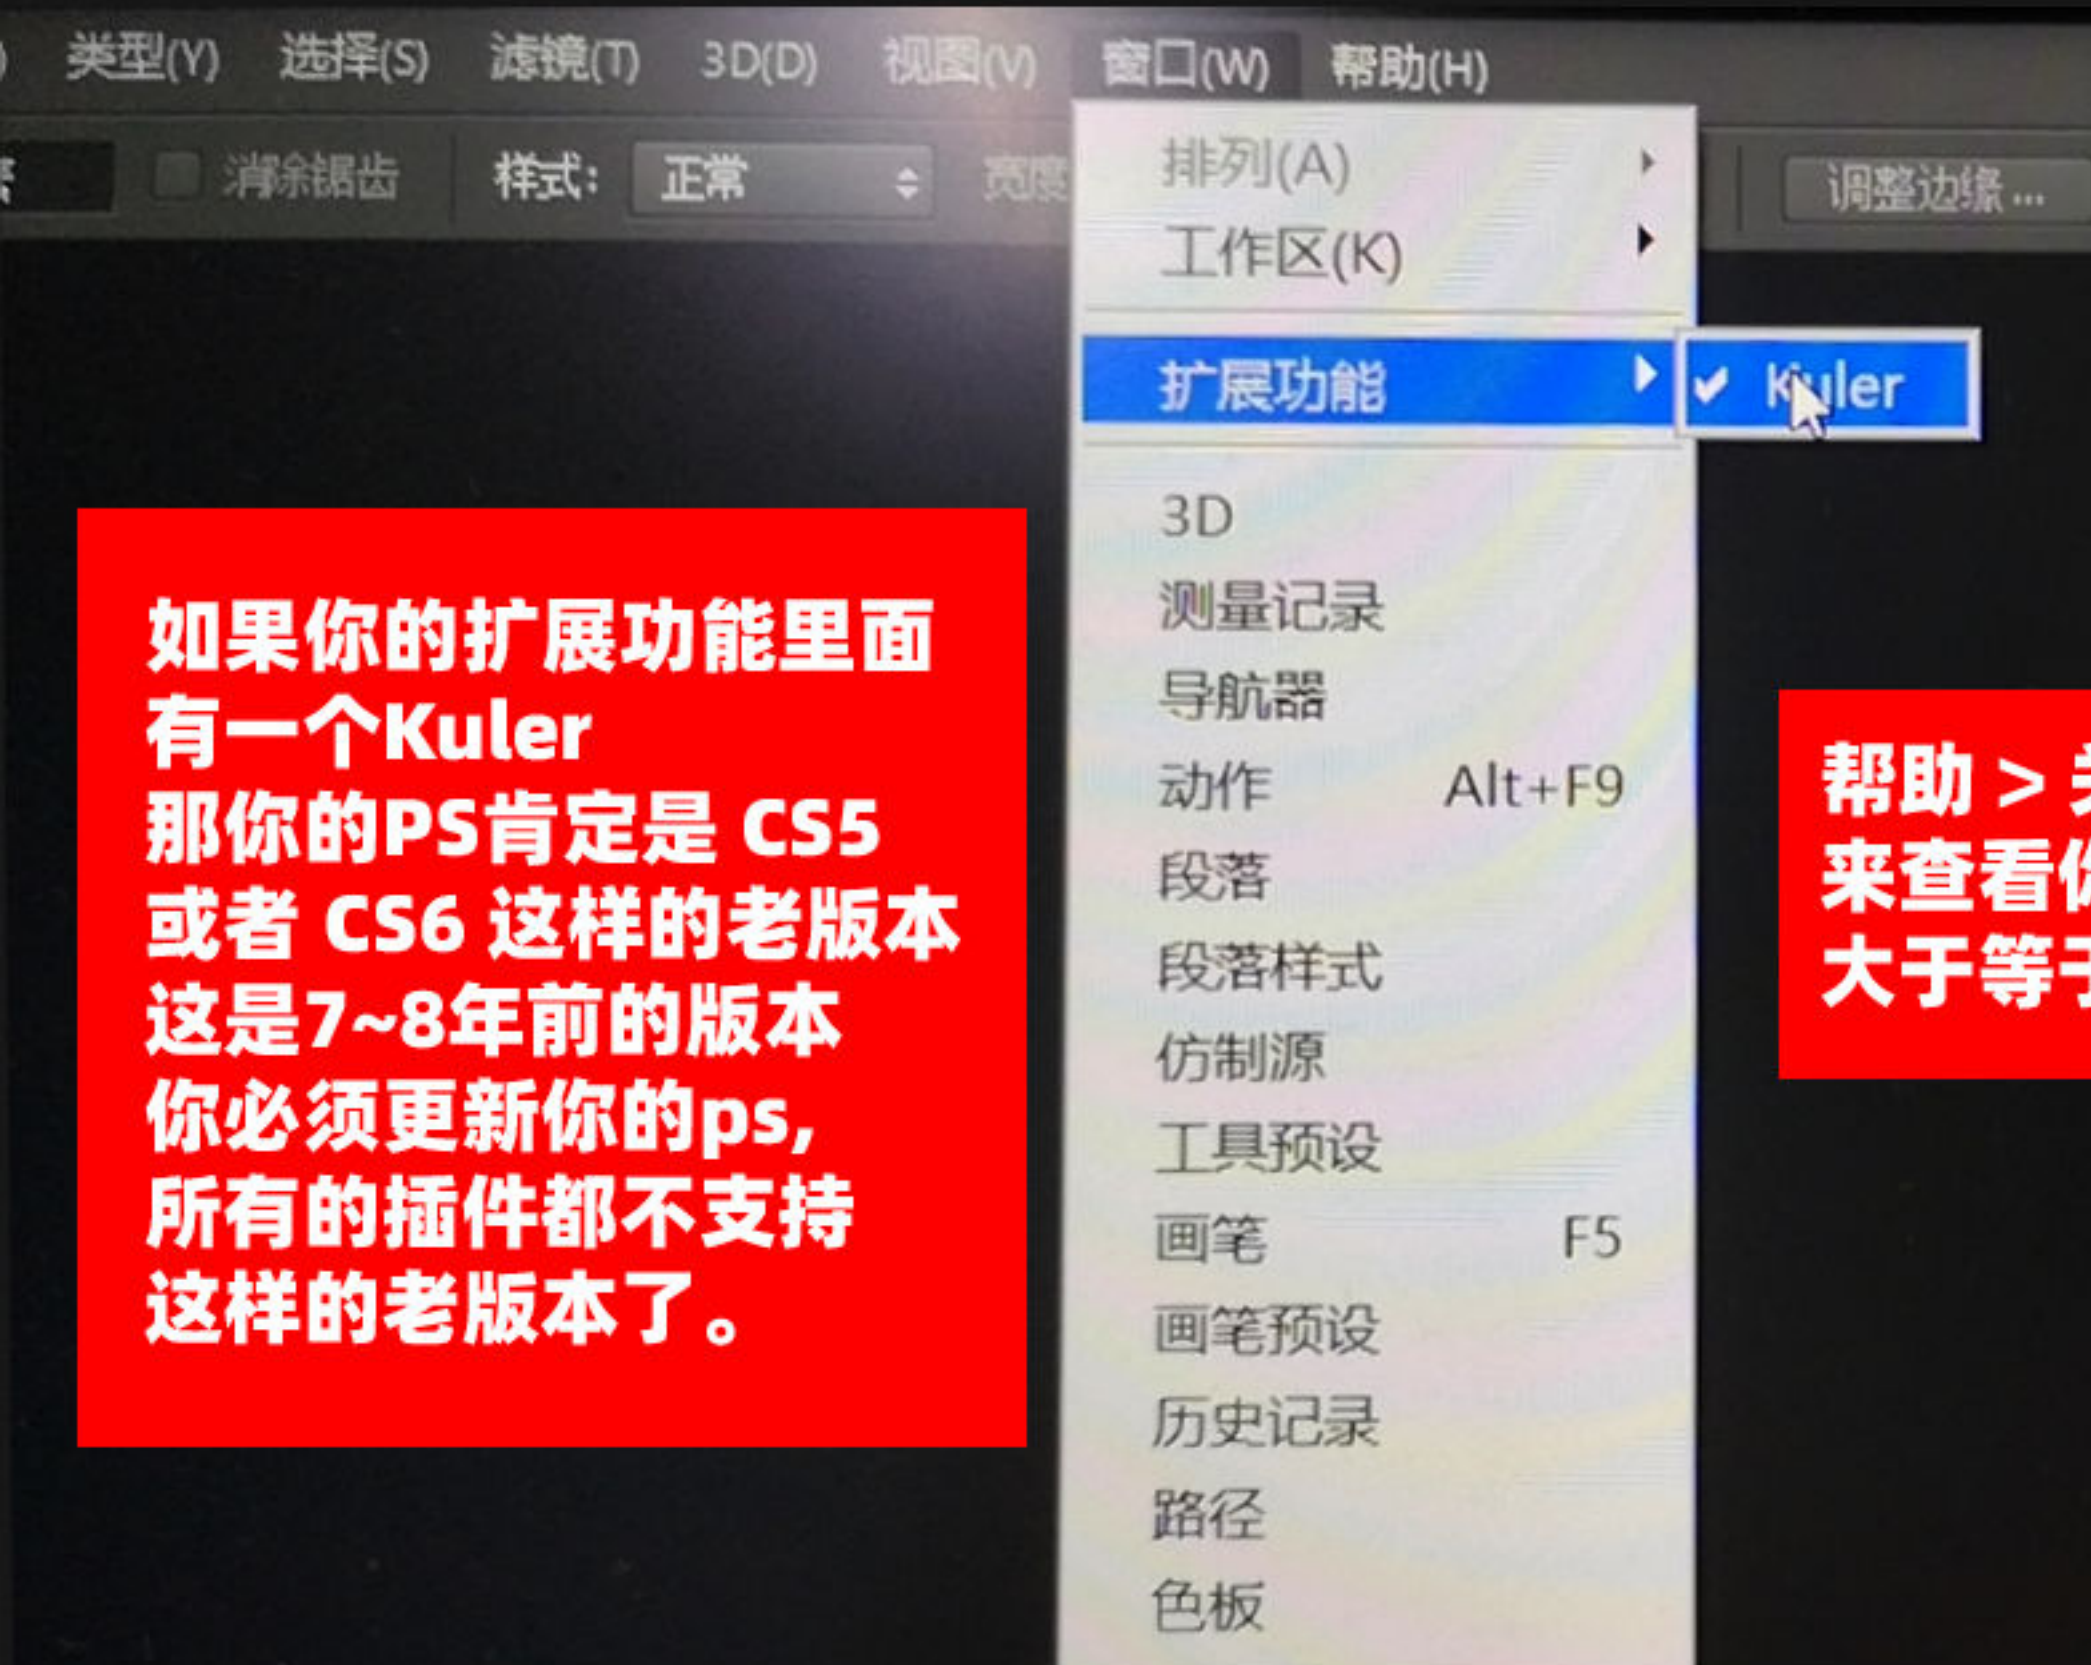 类型(Y) 选择(S) 滤镜(T) 3D(D) 视图(V) 窗口(W) 帮助(H)
消除锯齿 样式: 正常 宽度 调整边缘...
排列(A)
工作区(K)
扩展功能
Kuler
3D
测量记录
导航器
动作 Alt+F9
段落
段落样式
仿制源
工具预设
画笔 F5
画笔预设
历史记录
路径
色板
如果你的扩展功能里面
有一个Kuler
那你的PS肯定是 CS5
或者 CS6 这样的老版本
这是7~8年前的版本
你必须更新你的ps,
所有的插件都不支持
这样的老版本了。
帮助 >
来查看
大于等